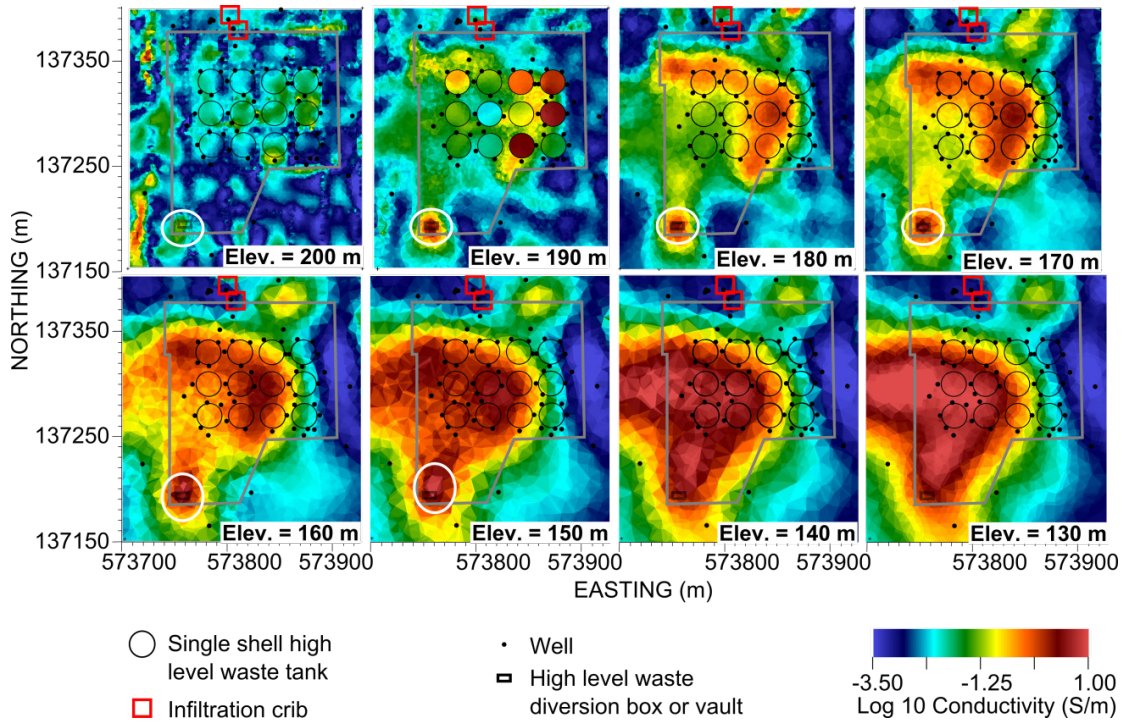 137350
137250
137150
NORTHING (m)
Elev. = 200 m
Elev. = 190 m
Elev. = 180 m
Elev. = 170 m
137350
137250
137150
Elev. = 160 m
Elev. = 150 m
Elev. = 140 m
Elev. = 130 m
573700
573800
573900
573800
573900
573800
573900
573800
573900
EASTING (m)
Single shell high
level waste tank
Infiltration crib
Well
High level waste
diversion box or vault
-3.50
-1.25
1.00
Log 10 Conductivity (S/m)